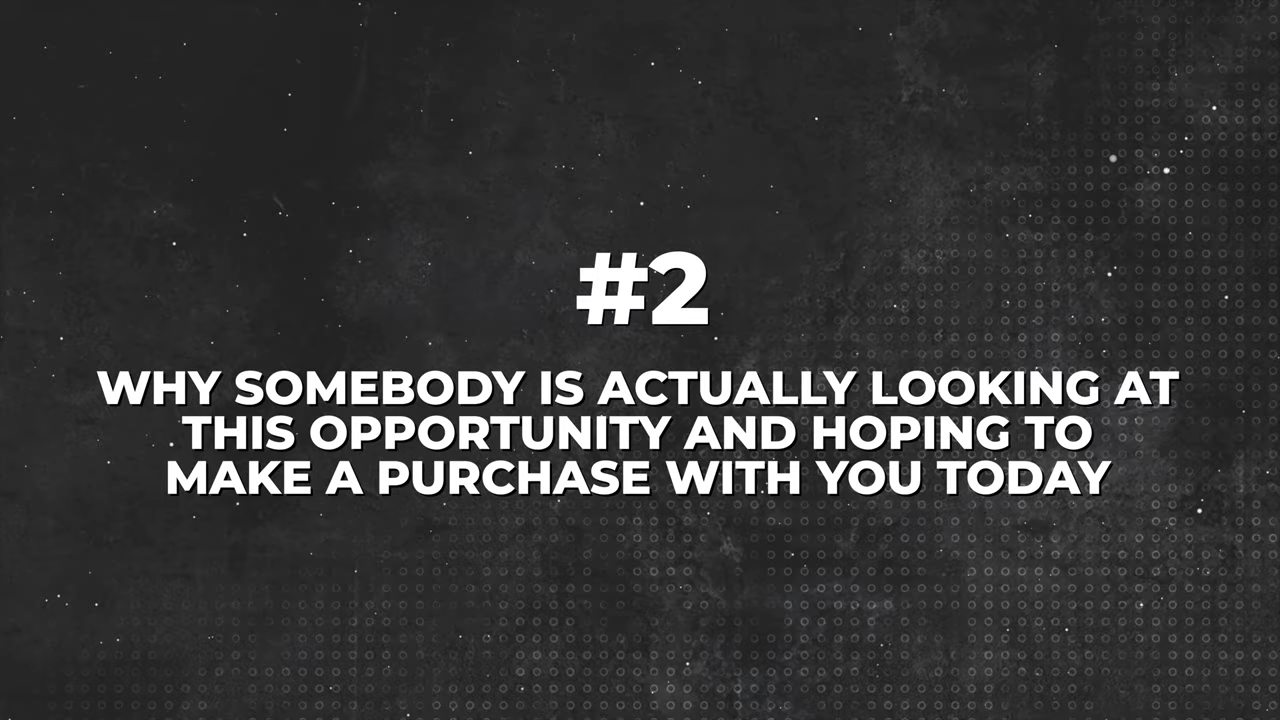 #2
WHY SOMEBODY IS ACTUALLY LOOKING AT
THIS OPPORTUNITY AND HOPING TO
MAKE A PURCHASE WITH YOU TODAY